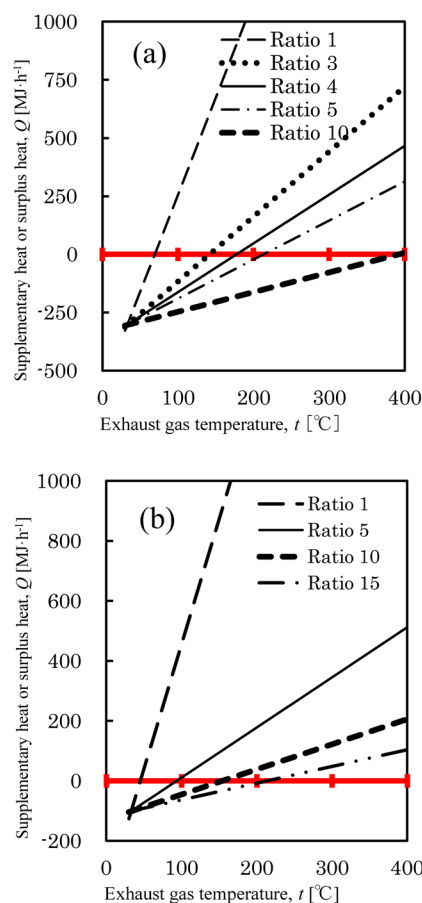 Supplementary heat or surplus heat, Q [MJ·h⁻¹]
1000
750
500
250
0
-250
-500
(a)
Ratio 1
Ratio 3
Ratio 4
Ratio 5
Ratio 10
0 100 200 300 400
Exhaust gas temperature, t [℃]
Supplementary heat or surplus heat, Q [MJ·h⁻¹]
1000
800
600
400
200
0
-200
(b)
Ratio 1
Ratio 5
Ratio 10
Ratio 15
0 100 200 300 400
Exhaust gas temperature, t [℃]